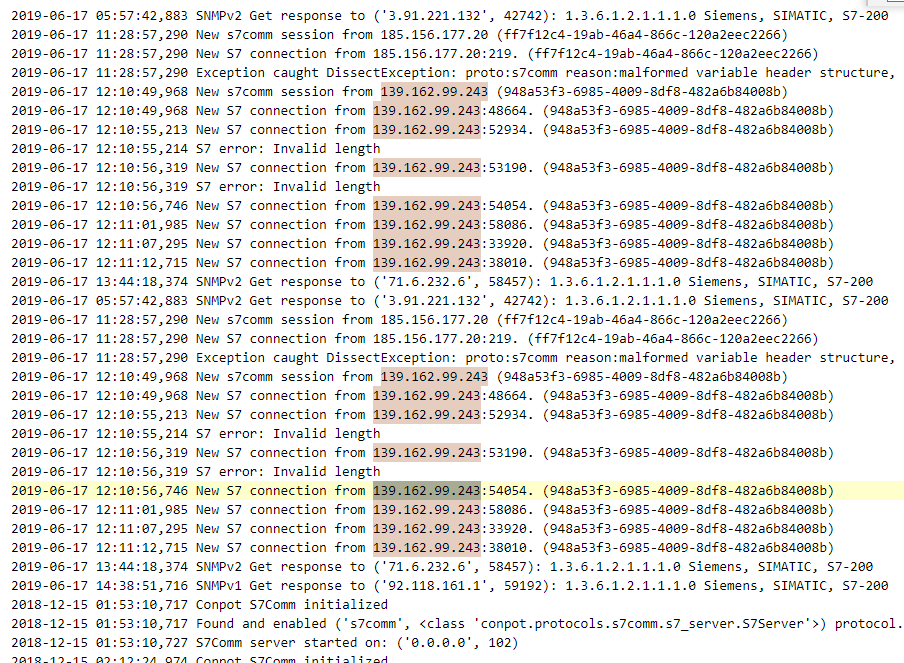 2019-06-17 05:57:42,883 SNMPv2 Get response to ('3.91.221.132', 42742): 1.3.6.1.2.1.1.1.0 Siemens, SIMATIC, S7-200
2019-06-17 11:28:57,290 New s7comm session from 185.156.177.20 (ff7f12c4-19ab-46a4-866c-120a2eec2266)
2019-06-17 11:28:57,290 New S7 connection from 185.156.177.20:219. (ff7f12c4-19ab-46a4-866c-120a2eec2266)
2019-06-17 11:28:57,290 Exception caught DissectException: proto:s7comm reason:malformed variable header structure,
2019-06-17 12:10:49,968 New s7comm session from 139.162.99.243 (948a53f3-6985-4009-8df8-482a6b84008b)
2019-06-17 12:10:49,968 New S7 connection from 139.162.99.243:48664. (948a53f3-6985-4009-8df8-482a6b84008b)
2019-06-17 12:10:55,213 New S7 connection from 139.162.99.243:52934. (948a53f3-6985-4009-8df8-482a6b84008b)
2019-06-17 12:10:55,214 S7 error: Invalid length
2019-06-17 12:10:56,319 New S7 connection from 139.162.99.243:53190. (948a53f3-6985-4009-8df8-482a6b84008b)
2019-06-17 12:10:56,319 S7 error: Invalid length
2019-06-17 12:10:56,746 New S7 connection from 139.162.99.243:54054. (948a53f3-6985-4009-8df8-482a6b84008b)
2019-06-17 12:11:01,985 New S7 connection from 139.162.99.243:58086. (948a53f3-6985-4009-8df8-482a6b84008b)
2019-06-17 12:11:07,295 New S7 connection from 139.162.99.243:33920. (948a53f3-6985-4009-8df8-482a6b84008b)
2019-06-17 12:11:12,715 New S7 connection from 139.162.99.243:38010. (948a53f3-6985-4009-8df8-482a6b84008b)
2019-06-17 13:44:18,374 SNMPv2 Get response to ('71.6.232.6', 58457): 1.3.6.1.2.1.1.1.0 Siemens, SIMATIC, S7-200
2019-06-17 05:57:42,883 SNMPv2 Get response to ('3.91.221.132', 42742): 1.3.6.1.2.1.1.1.0 Siemens, SIMATIC, S7-200
2019-06-17 11:28:57,290 New s7comm session from 185.156.177.20 (ff7f12c4-19ab-46a4-866c-120a2eec2266)
2019-06-17 11:28:57,290 New S7 connection from 185.156.177.20:219. (ff7f12c4-19ab-46a4-866c-120a2eec2266)
2019-06-17 11:28:57,290 Exception caught DissectException: proto:s7comm reason:malformed variable header structure,
2019-06-17 12:10:49,968 New s7comm session from 139.162.99.243 (948a53f3-6985-4009-8df8-482a6b84008b)
2019-06-17 12:10:49,968 New S7 connection from 139.162.99.243:48664. (948a53f3-6985-4009-8df8-482a6b84008b)
2019-06-17 12:10:55,213 New S7 connection from 139.162.99.243:52934. (948a53f3-6985-4009-8df8-482a6b84008b)
2019-06-17 12:10:55,214 S7 error: Invalid length
2019-06-17 12:10:56,319 New S7 connection from 139.162.99.243:53190. (948a53f3-6985-4009-8df8-482a6b84008b)
2019-06-17 12:10:56,319 S7 error: Invalid length
2019-06-17 12:10:56,746 New S7 connection from 139.162.99.243:54054. (948a53f3-6985-4009-8df8-482a6b84008b)
2019-06-17 12:11:01,985 New S7 connection from 139.162.99.243:58086. (948a53f3-6985-4009-8df8-482a6b84008b)
2019-06-17 12:11:07,295 New S7 connection from 139.162.99.243:33920. (948a53f3-6985-4009-8df8-482a6b84008b)
2019-06-17 12:11:12,715 New S7 connection from 139.162.99.243:38010. (948a53f3-6985-4009-8df8-482a6b84008b)
2019-06-17 13:44:18,374 SNMPv2 Get response to ('71.6.232.6', 58457): 1.3.6.1.2.1.1.1.0 Siemens, SIMATIC, S7-200
2019-06-17 14:38:51,716 SNMPv1 Get response to ('92.118.161.1', 59192): 1.3.6.1.2.1.1.1.0 Siemens, SIMATIC, S7-200
2018-12-15 01:53:10,717 Conpot S7Comm initialized
2018-12-15 01:53:10,717 Found and enabled ('s7comm', <class 'conpot.protocols.s7comm.s7_server.S7Server'>) protocol.
2018-12-15 01:53:10,727 S7Comm server started on: ('0.0.0.0', 102)
2018-12-15 02:12:24,974 Conpot S7Comm initialized